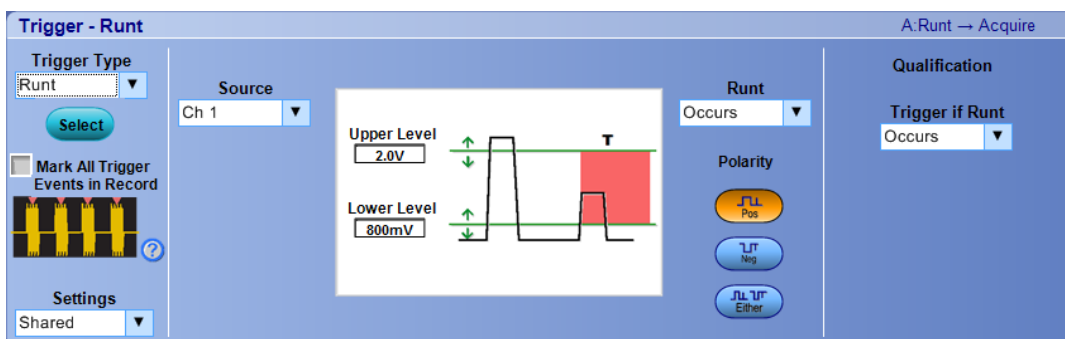 Trigger - Runt
A:Runt → Acquire
Trigger Type
Runt
Select
Mark All Trigger
Events in Record
Settings
Shared
Source
Ch 1
Upper Level
2.0V
Lower Level
800mV
T
Runt
Occurs
Polarity
Pos
Neg
Either
Qualification
Trigger if Runt
Occurs